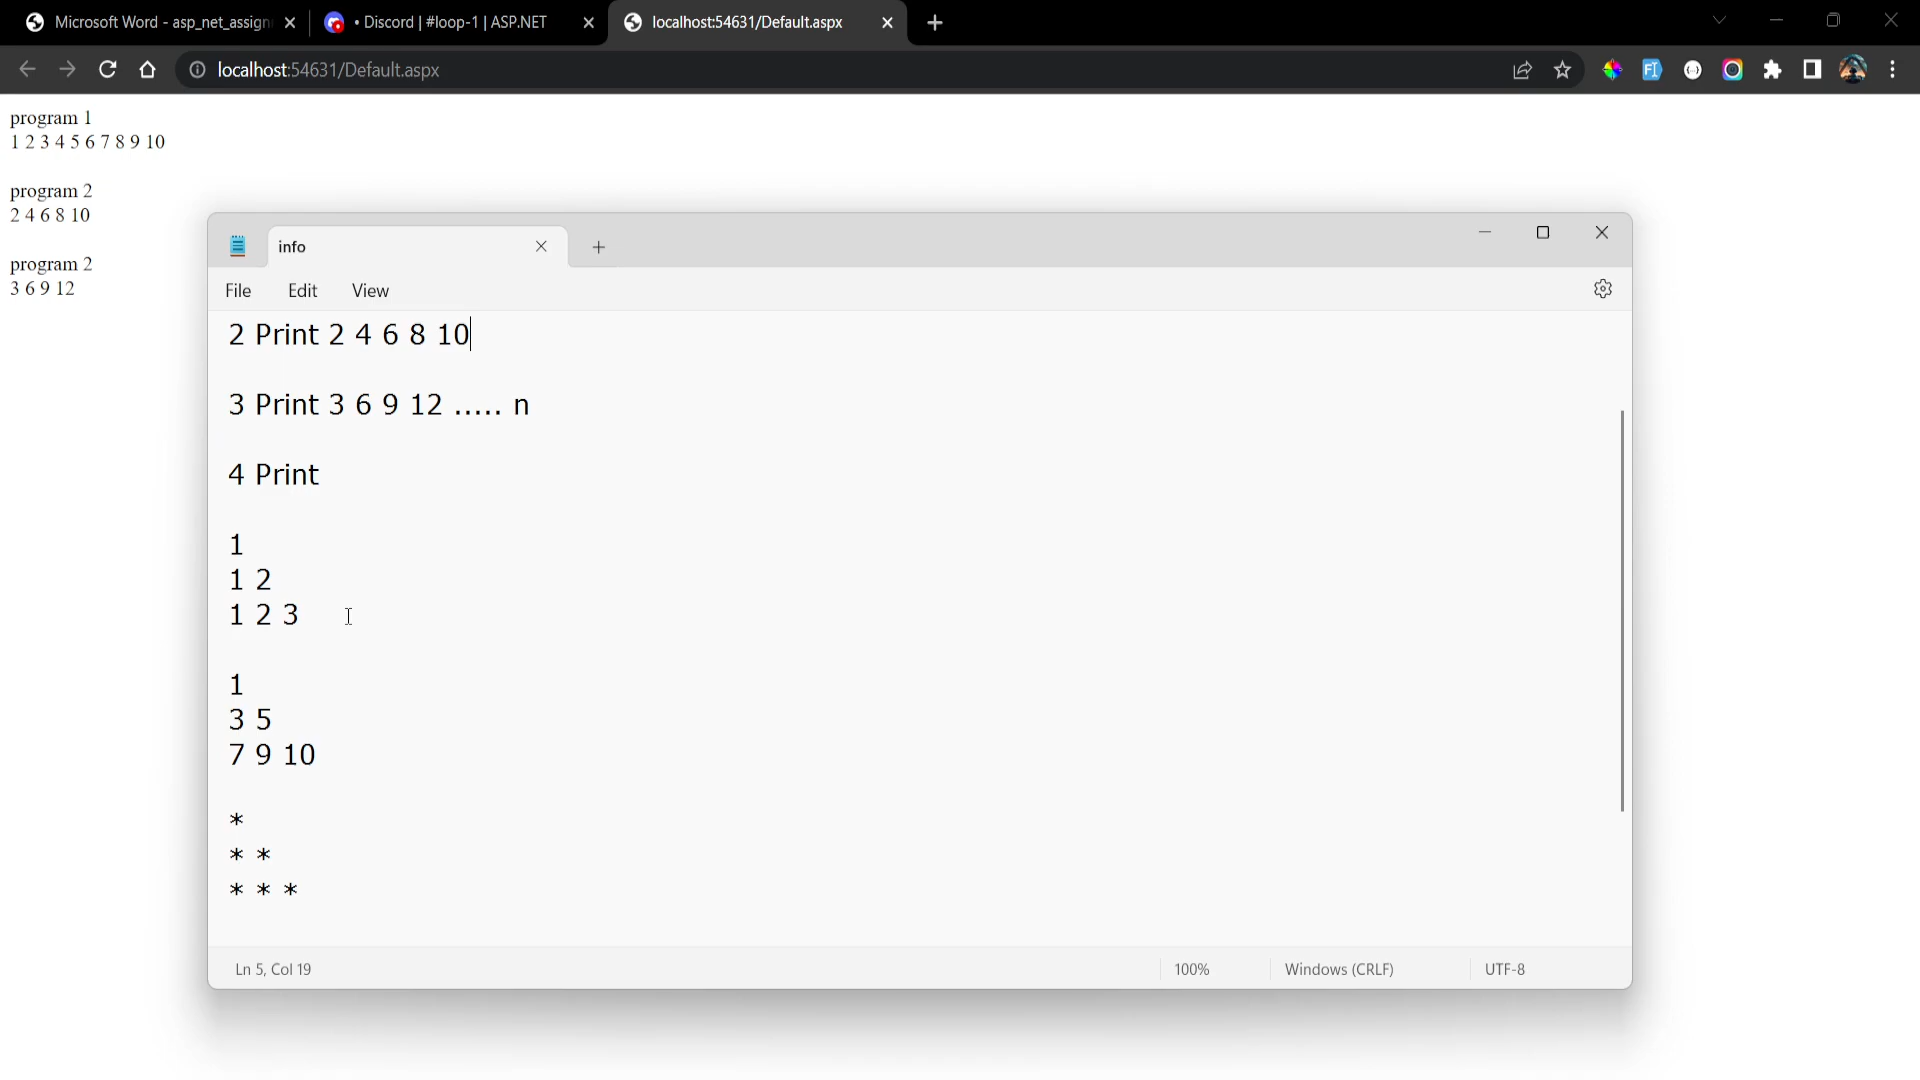 Microsoft Word - asp_net_assign
• Discord | #loop-1 | ASP.NET
localhost:54631/Default.aspx
localhost:54631/Default.aspx
program 1
1 2 3 4 5 6 7 8 9 10
program 2
2 4 6 8 10
program 2
3 6 9 12
info
File Edit View
2 Print 2 4 6 8 10
3 Print 3 6 9 12 ..... n
4 Print
1
1 2
1 2 3
1
3 5
7 9 10
*
* *
* * *
Ln 5, Col 19
100%
Windows (CRLF)
UTF-8